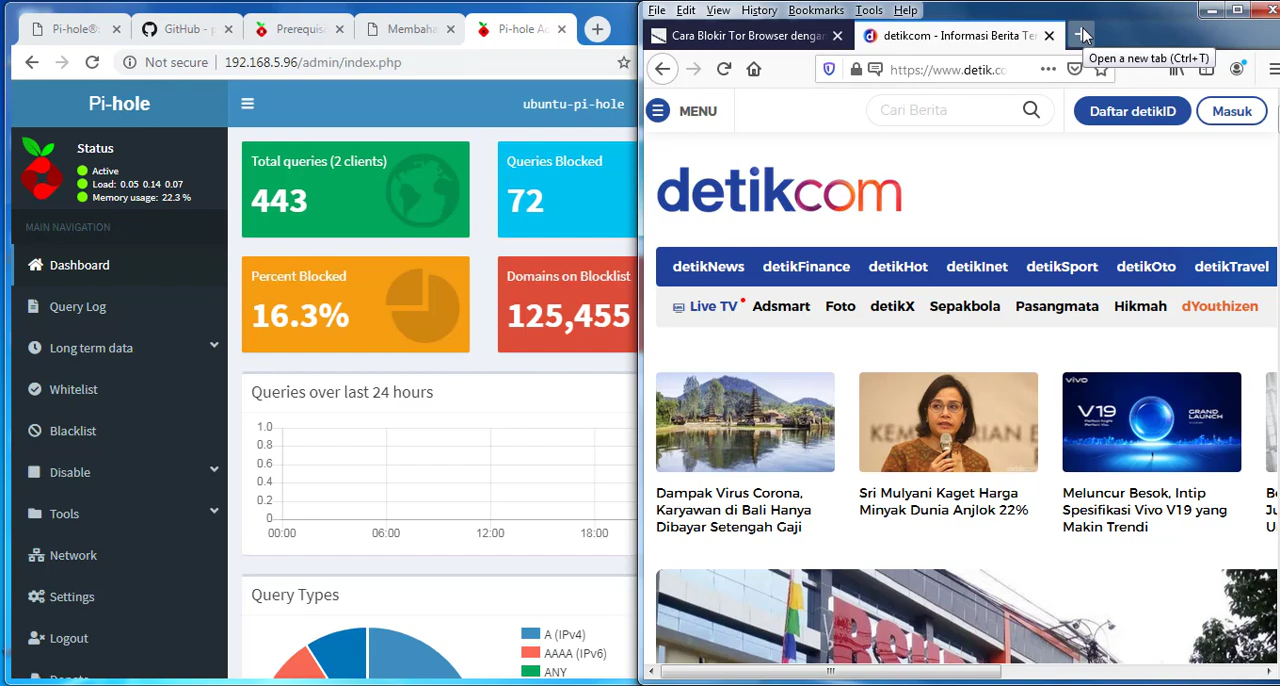 Pi-hole®:
GitHub - p
Prerequis
Membaha
Pi-hole Ad
Not secure
192.168.5.96/admin/index.php
Pi-hole
ubuntu-pi-hole
Status
Active
Load: 0.05 0.14 0.07
Memory usage: 22.3 %
MAIN NAVIGATION
Dashboard
Query Log
Long term data
Whitelist
Blacklist
Disable
Tools
Network
Settings
Logout
Total queries (2 clients)
443
Queries Blocked
72
Percent Blocked
16.3%
Domains on Blocklist
125,455
Queries over last 24 hours
1.0
0.8
0.6
0.4
0.2
0
00:00 06:00 12:00 18:00
Query Types
A (IPv4)
AAAA (IPv6)
ANY
File Edit View History Bookmarks Tools Help
Cara Blokir Tor Browser dengan
detikcom - Informasi Berita Ter
Open a new tab (Ctrl+T)
https://www.detik.co
MENU
Cari Berita
Daftar detikID
Masuk
detikcom
detikNews detikFinance detikHot detikInet detikSport detikOto detikTravel
Live TV Adsmart Foto detikX Sepakbola Pasangmata Hikmah dYouthizen
KEMENTERIAN
vivo
V19
GRAND
LAUNCH
Dampak Virus Corona,
Karyawan di Bali Hanya
Dibayar Setengah Gaji
Sri Mulyani Kaget Harga
Minyak Dunia Anjlok 22%
Meluncur Besok, Intip
Spesifikasi Vivo V19 yang
Makin Trendi